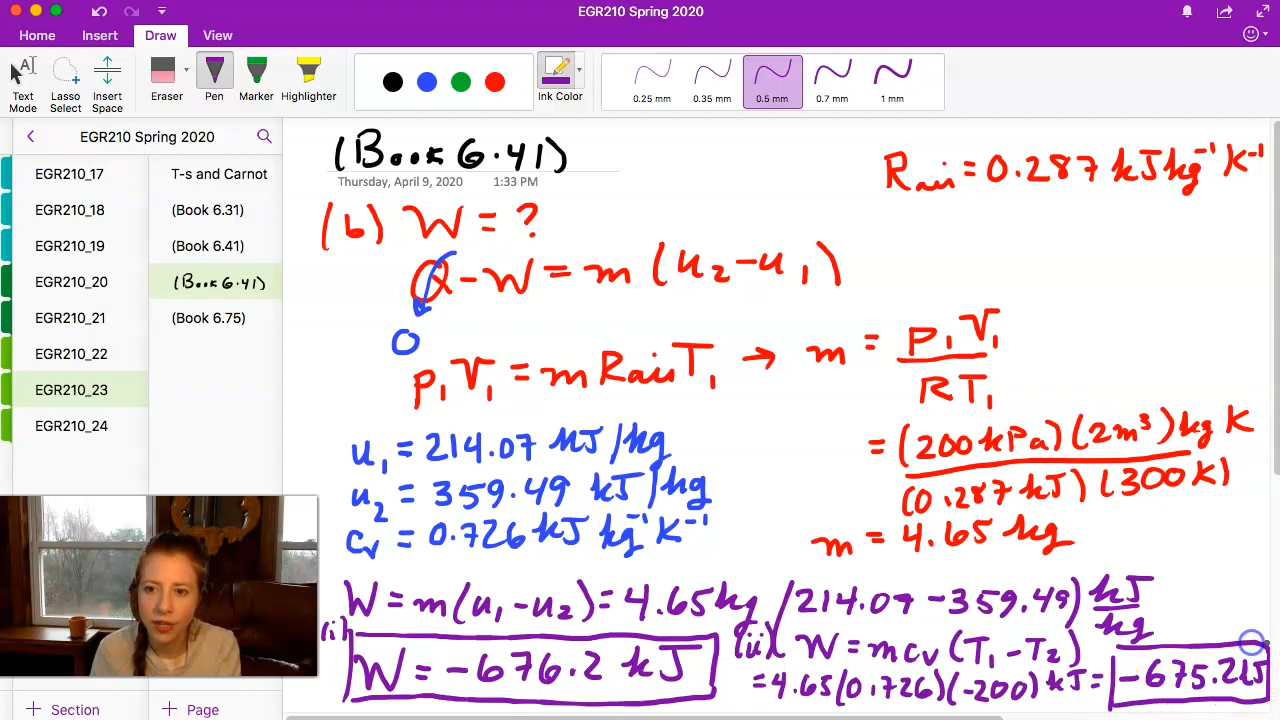 EGR210 Spring 2020
Home Insert Draw View
Text Mode Lasso Select Insert Space Eraser Pen Marker Highlighter Ink Color 0.25 mm 0.35 mm 0.5 mm 0.7 mm 1 mm
EGR210 Spring 2020
EGR210_17
EGR210_18
EGR210_19
EGR210_20
EGR210_21
EGR210_22
EGR210_23
EGR210_24
T-s and Carnot
(Book 6.31)
(Book 6.41)
(Book 6.41)
(Book 6.75)
+ Section
+ Page
(Book 6.41)
Thursday, April 9, 2020 1:33 PM
R_air = 0.287 kJ kg⁻¹ K⁻¹
(b) W = ?
Q - W = m (u₂ - u₁)
0
p₁V₁ = m R_air T₁ → m = p₁V₁ / RT₁
= (200 kPa)(2m³) kg K / (0.287 kJ)(300 K)
m = 4.65 kg
u₁ = 214.07 kJ/kg
u₂ = 359.49 kJ/kg
c_v = 0.726 kJ kg⁻¹ K⁻¹
W = m(u₁ - u₂) = 4.65 kg (214.07 - 359.49) kJ/kg
(i) W = -676.2 kJ
(ii) W = m c_v (T₁ - T₂)
= 4.65(0.726)(-200) kJ = -675.2 kJ